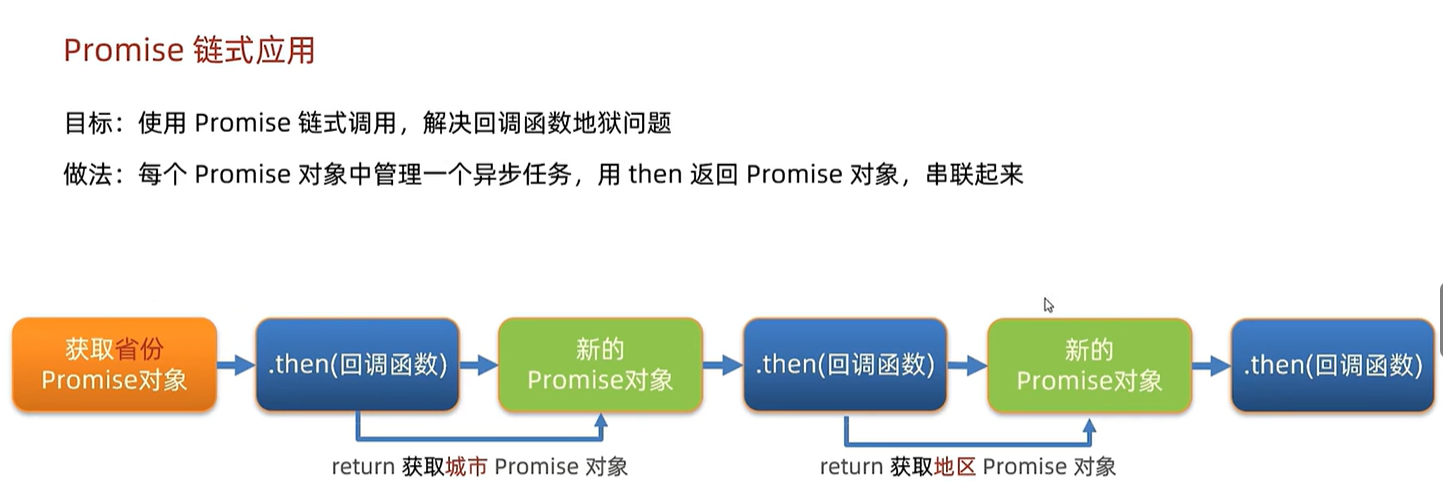 Promise 链式应用
目标：使用 Promise 链式调用，解决回调函数地狱问题
做法：每个 Promise 对象中管理一个异步任务，用 then 返回 Promise 对象，串联起来
获取省份
Promise对象
.then(回调函数)
新的
Promise对象
.then(回调函数)
新的
Promise对象
.then(回调函数)
return 获取城市 Promise 对象
return 获取地区 Promise 对象